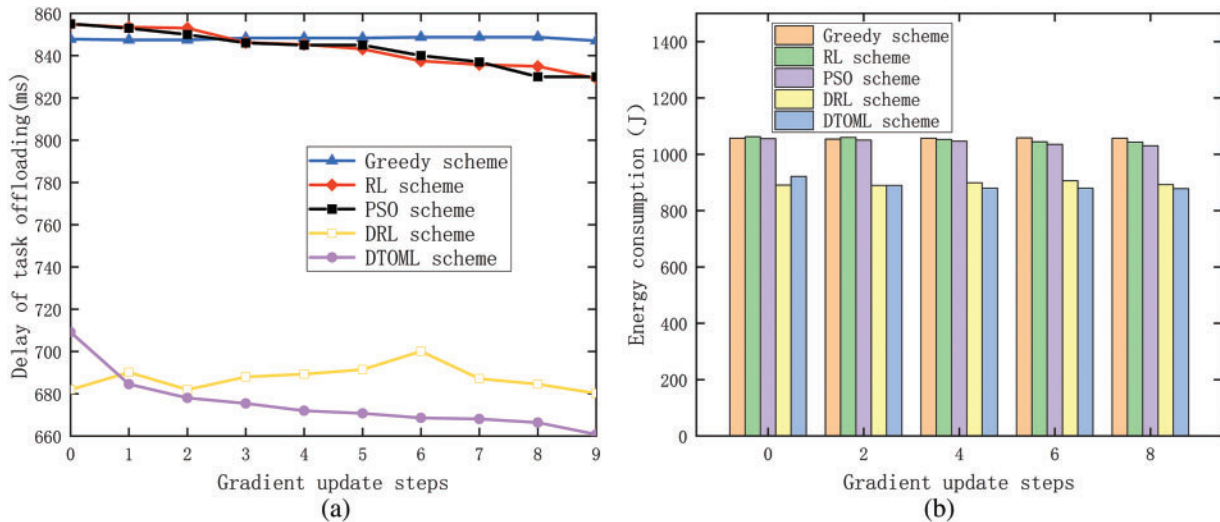 860
840
820
800
780
760
740
720
700
680
660
Delay of task offloading(ms)
Greedy scheme
RL scheme
PSO scheme
DRL scheme
DTOML scheme
0 1 2 3 4 5 6 7 8 9
Gradient update steps
(a)
1400
1200
1000
800
600
400
200
0
Energy consumption (J)
Greedy scheme
RL scheme
PSO scheme
DRL scheme
DTOML scheme
0 2 4 6 8
Gradient update steps
(b)